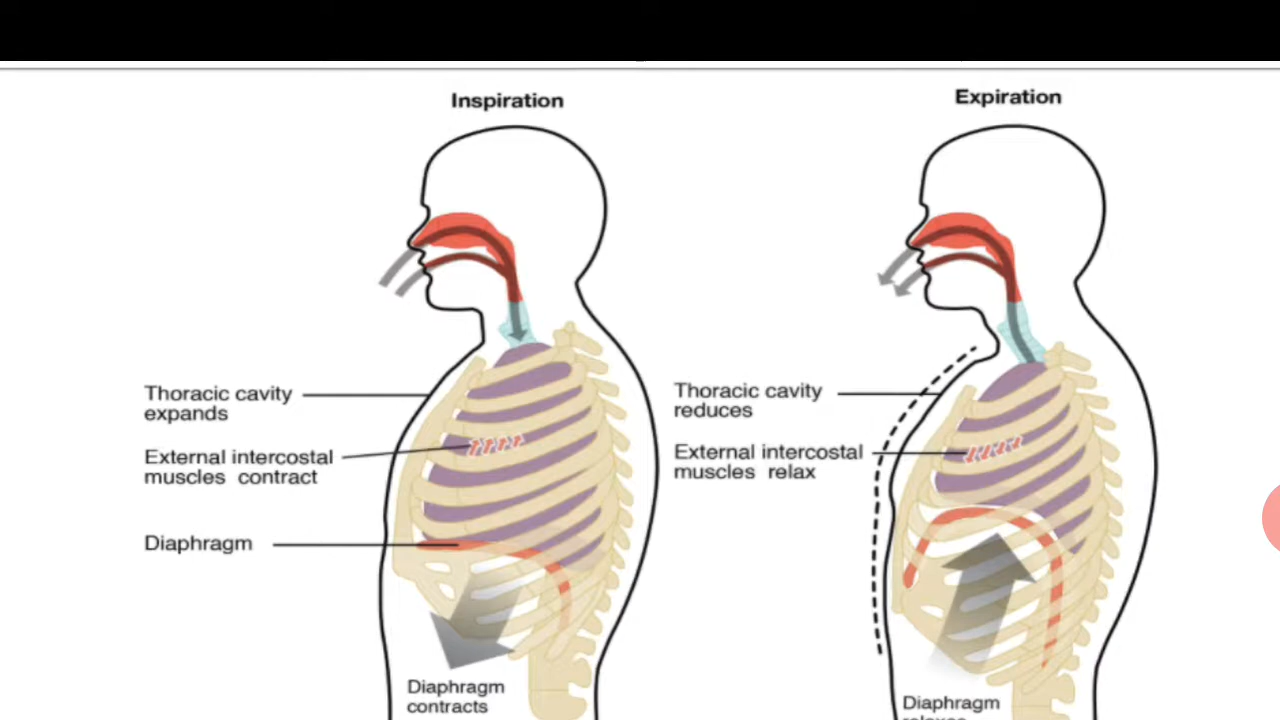 Inspiration
Thoracic cavity
expands
External intercostal
muscles contract
Diaphragm
Diaphragm
contracts
Expiration
Thoracic cavity
reduces
External intercostal
muscles relax
Diaphragm
relaxes